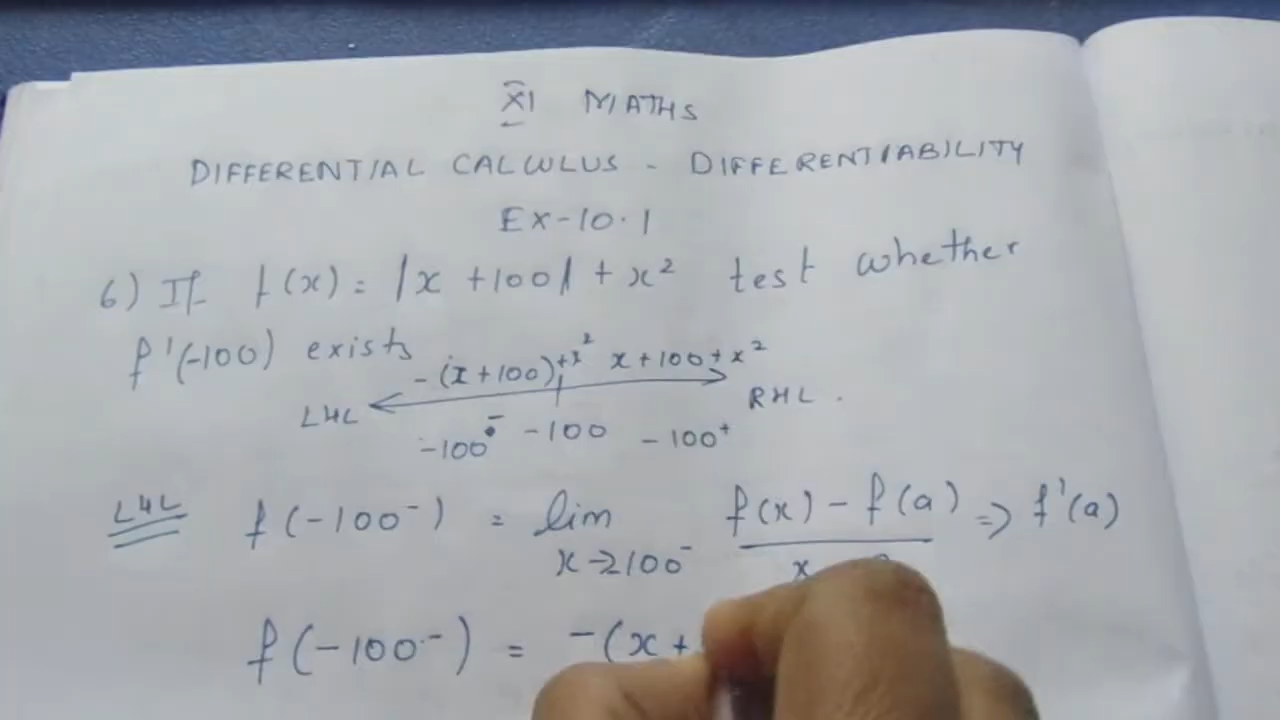 XI MATHS
DIFFERENTIAL CALCULUS - DIFFERENTIABILITY
Ex-10.1
6) If f(x) = |x +100| + x² test whether
f'(-100) exists
-(x+100)+x² x+100+x²
LHL RHL.
-100⁻ -100 -100⁺
LHL f(-100⁻) = lim f(x) - f(a) => f'(a)
x→100⁻ x
f(-100⁻) = -(x+